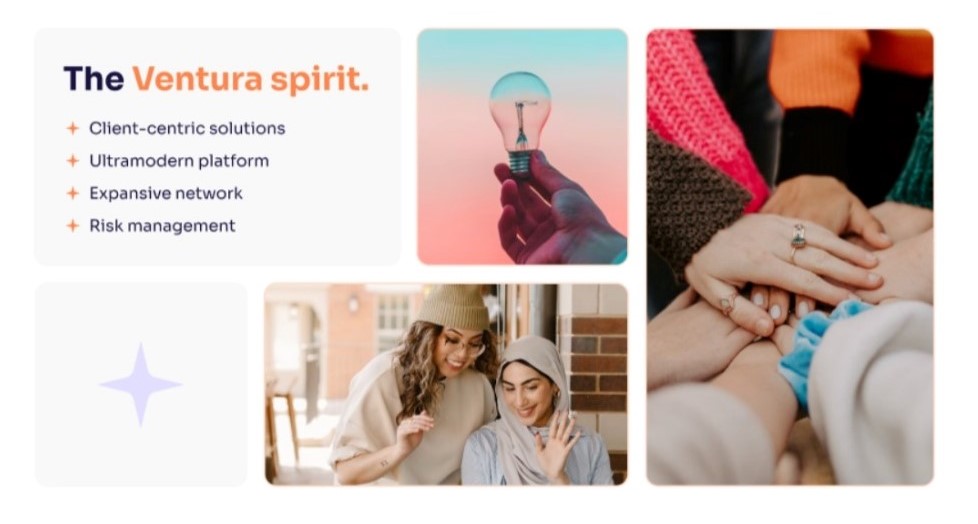 The Ventura spirit.
Client-centric solutions
Ultramodern platform
Expansive network
Risk management